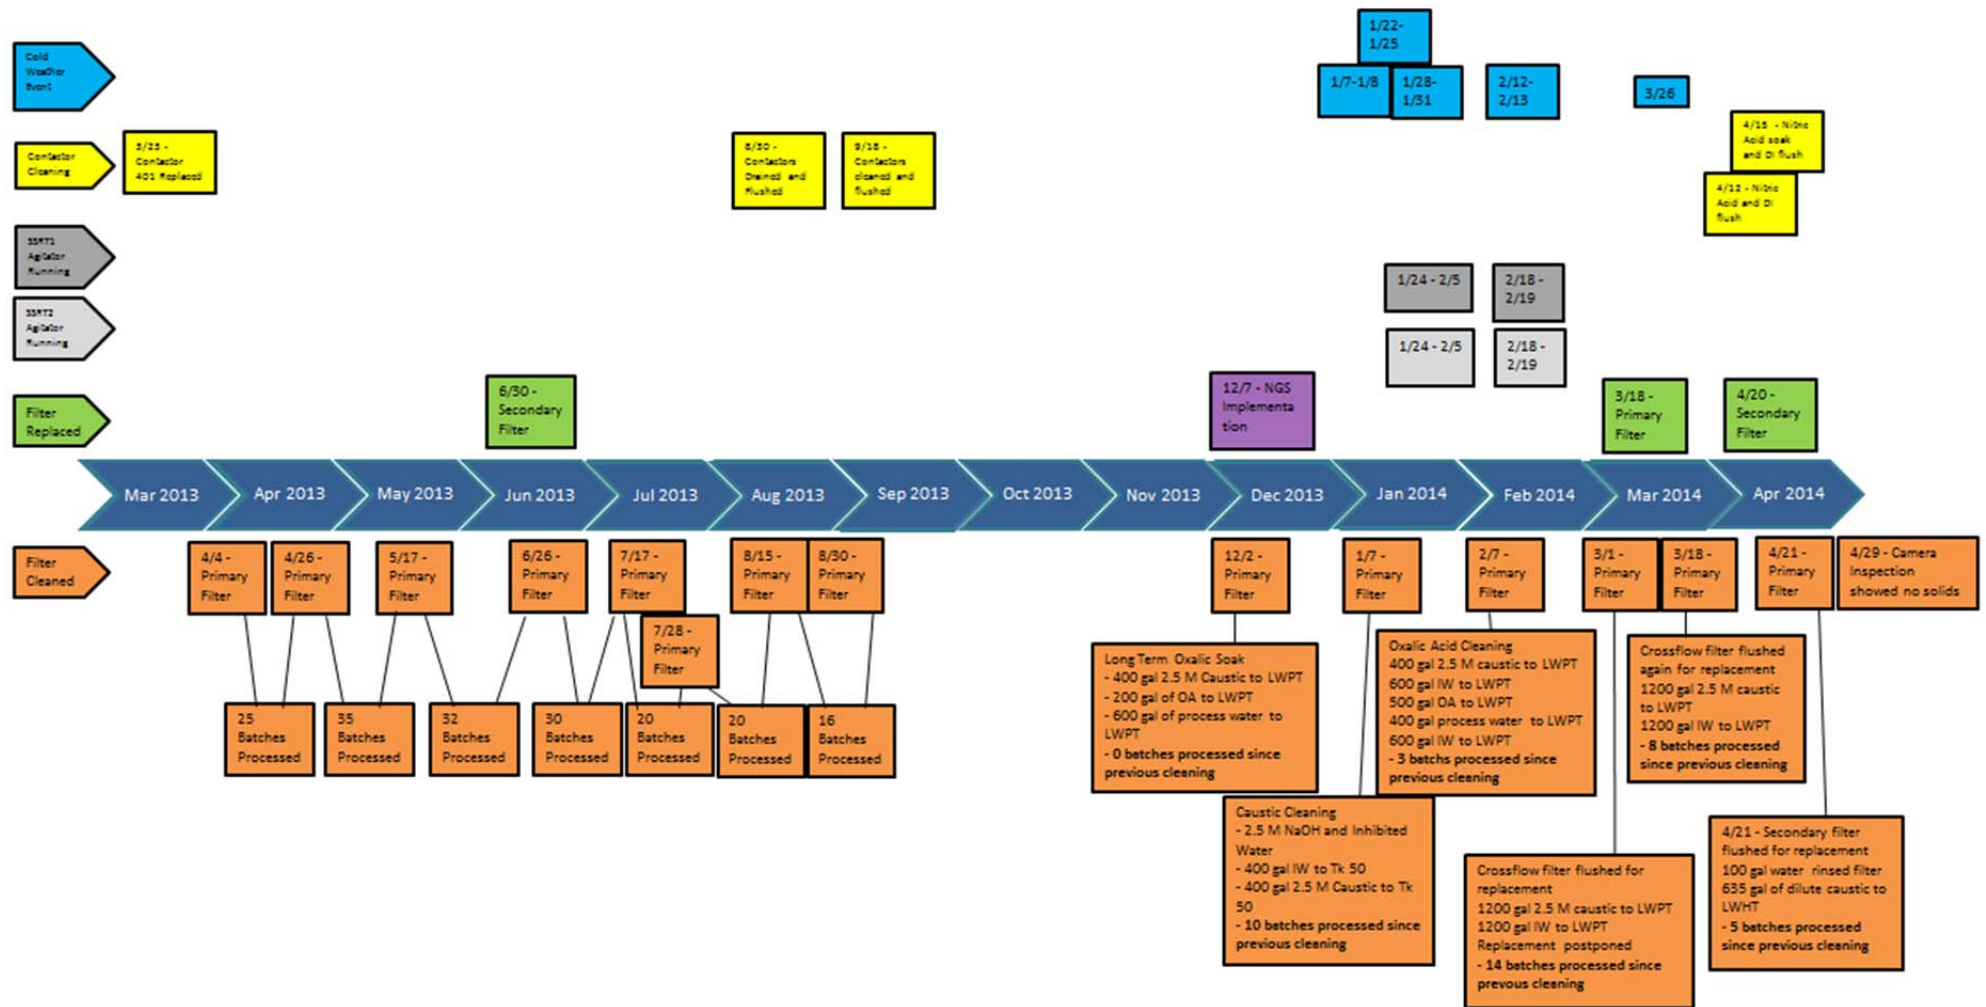 Cold
Weather
Event
1/22-
1/25
1/7-1/8
1/28-
1/31
2/12-
2/13
3/26
Contactor
Cleaning
3/23 -
Contactor
401 Replaced
8/30 -
Contactors
Drained and
Flushed
9/18 -
Contactors
cleaned and
flushed
4/15 - Nitric
Acid soak
and DI flush
4/12 - Nitric
Acid and DI
flush
SSRT1
Agitator
Running
1/24 - 2/5
2/18 -
2/19
SSRT2
Agitator
Running
1/24 - 2/5
2/18 -
2/19
Filter
Replaced
6/30 -
Secondary
Filter
12/7 - NGS
Implementa
tion
3/18 -
Primary
Filter
4/20 -
Secondary
Filter
Mar 2013
Apr 2013
May 2013
Jun 2013
Jul 2013
Aug 2013
Sep 2013
Oct 2013
Nov 2013
Dec 2013
Jan 2014
Feb 2014
Mar 2014
Apr 2014
Filter
Cleaned
4/4 -
Primary
Filter
4/26 -
Primary
Filter
5/17 -
Primary
Filter
6/26 -
Primary
Filter
7/17 -
Primary
Filter
7/28 -
Primary
Filter
8/15 -
Primary
Filter
8/30 -
Primary
Filter
12/2 -
Primary
Filter
1/7 -
Primary
Filter
2/7 -
Primary
Filter
3/1 -
Primary
Filter
3/18 -
Primary
Filter
4/21 -
Primary
Filter
4/29 - Camera
Inspection
showed no solids
25
Batches
Processed
35
Batches
Processed
32
Batches
Processed
30
Batches
Processed
20
Batches
Processed
20
Batches
Processed
16
Batches
Processed
Long Term Oxalic Soak
- 400 gal 2.5 M Caustic to LWPT
- 200 gal of OA to LWPT
- 600 gal of process water to
LWPT
- 0 batches processed since
previous cleaning
Caustic Cleaning
- 2.5 M NaOH and Inhibited
Water
- 400 gal IW to Tk 50
- 400 gal 2.5 M Caustic to Tk
50
- 10 batches processed since
previous cleaning
Oxalic Acid Cleaning
400 gal 2.5 M caustic to LWPT
600 gal IW to LWPT
500 gal OA to LWPT
400 gal process water to LWPT
600 gal IW to LWPT
- 3 batchs processed since
previous cleaning
Crossflow filter flushed for
replacement
1200 gal 2.5 M caustic to LWPT
1200 gal IW to LWPT
Replacement postponed
- 14 batches processed since
prevous cleaning
Crossflow filter flushed
again for replacement
1200 gal 2.5 M caustic
to LWPT
1200 gal IW to LWPT
- 8 batches processed
since previous cleaning
4/21 - Secondary filter
flushed for replacement
100 gal water rinsed filter
635 gal of dilute caustic to
LWHT
- 5 batches processed
since previous cleaning